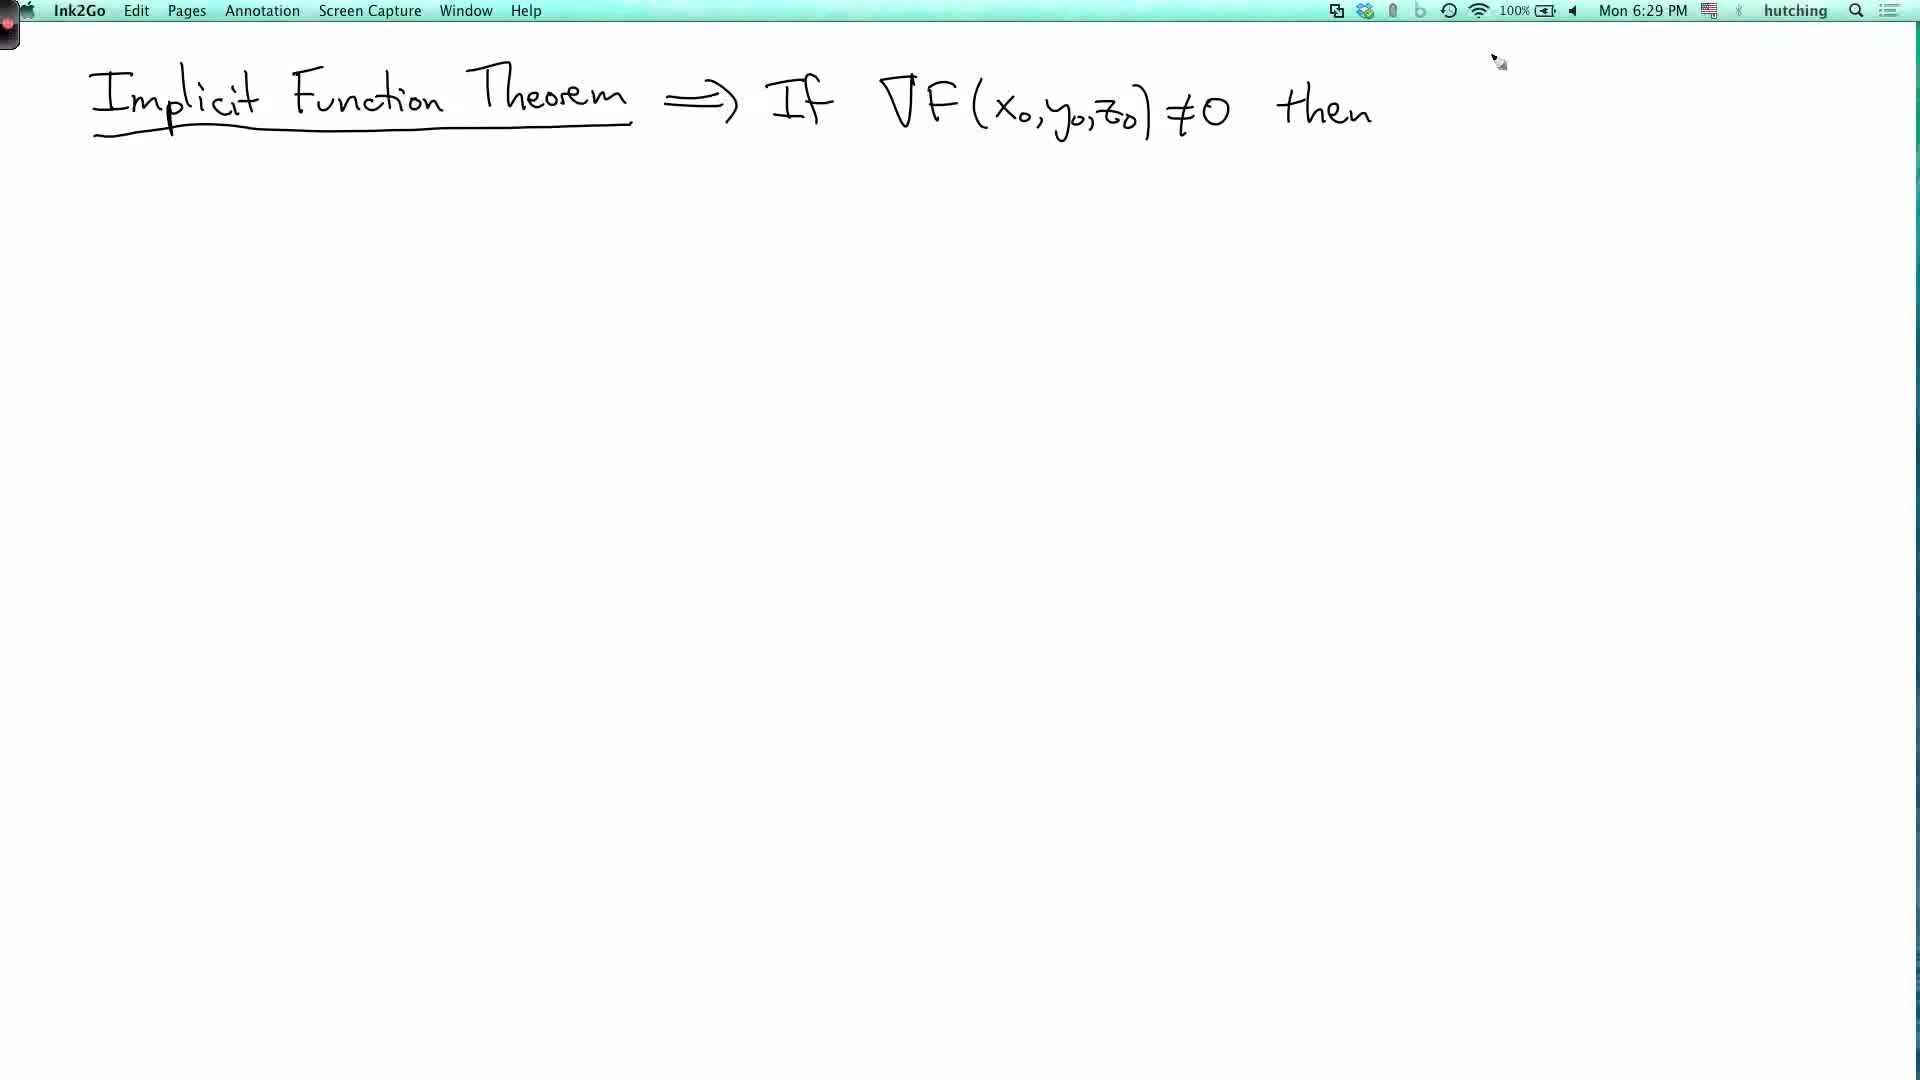 Ink2Go Edit Pages Annotation Screen Capture Window Help 100% Mon 6:29 PM hutching
Implicit Function Theorem ⟹ If ∇F(x₀,y₀,z₀)≠0 then